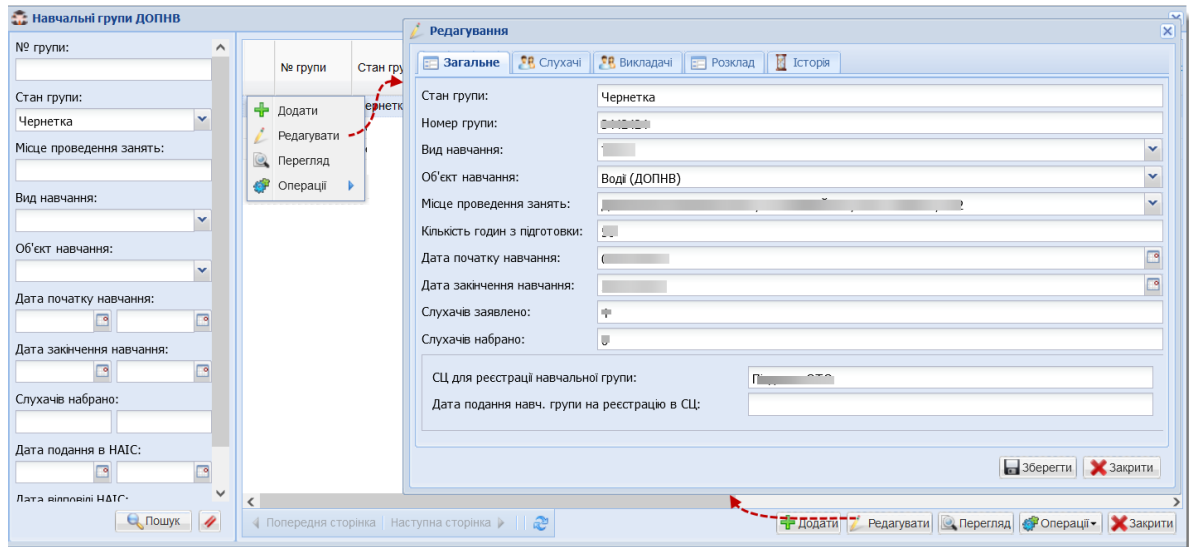 Навчальні групи ДОПНВ
№ групи:
Стан групи:
Чернетка
Місце проведення занять:
Вид навчання:
Об'єкт навчання:
Дата початку навчання:
Дата закінчення навчання:
Слухачів набрано:
Дата подання в НАІС:
Дата відповіді НАІС:
Пошук
№ групи Стан
Додати
Редагувати
Перегляд
Операції
Редагування
Загальне Слухачі Викладачі Розклад Історія
Стан групи: Чернетка
Номер групи:
Вид навчання:
Об'єкт навчання: Водії (ДОПНВ)
Місце проведення занять:
Кількість годин з підготовки:
Дата початку навчання:
Дата закінчення навчання:
Слухачів заявлено:
Слухачів набрано:
СЦ для реєстрації навчальної групи:
Дата подання навч. групи на реєстрацію в СЦ:
Зберегти Закрити
Попередня сторінка Наступна сторінка
Додати Редагувати Перегляд Операції Закрити